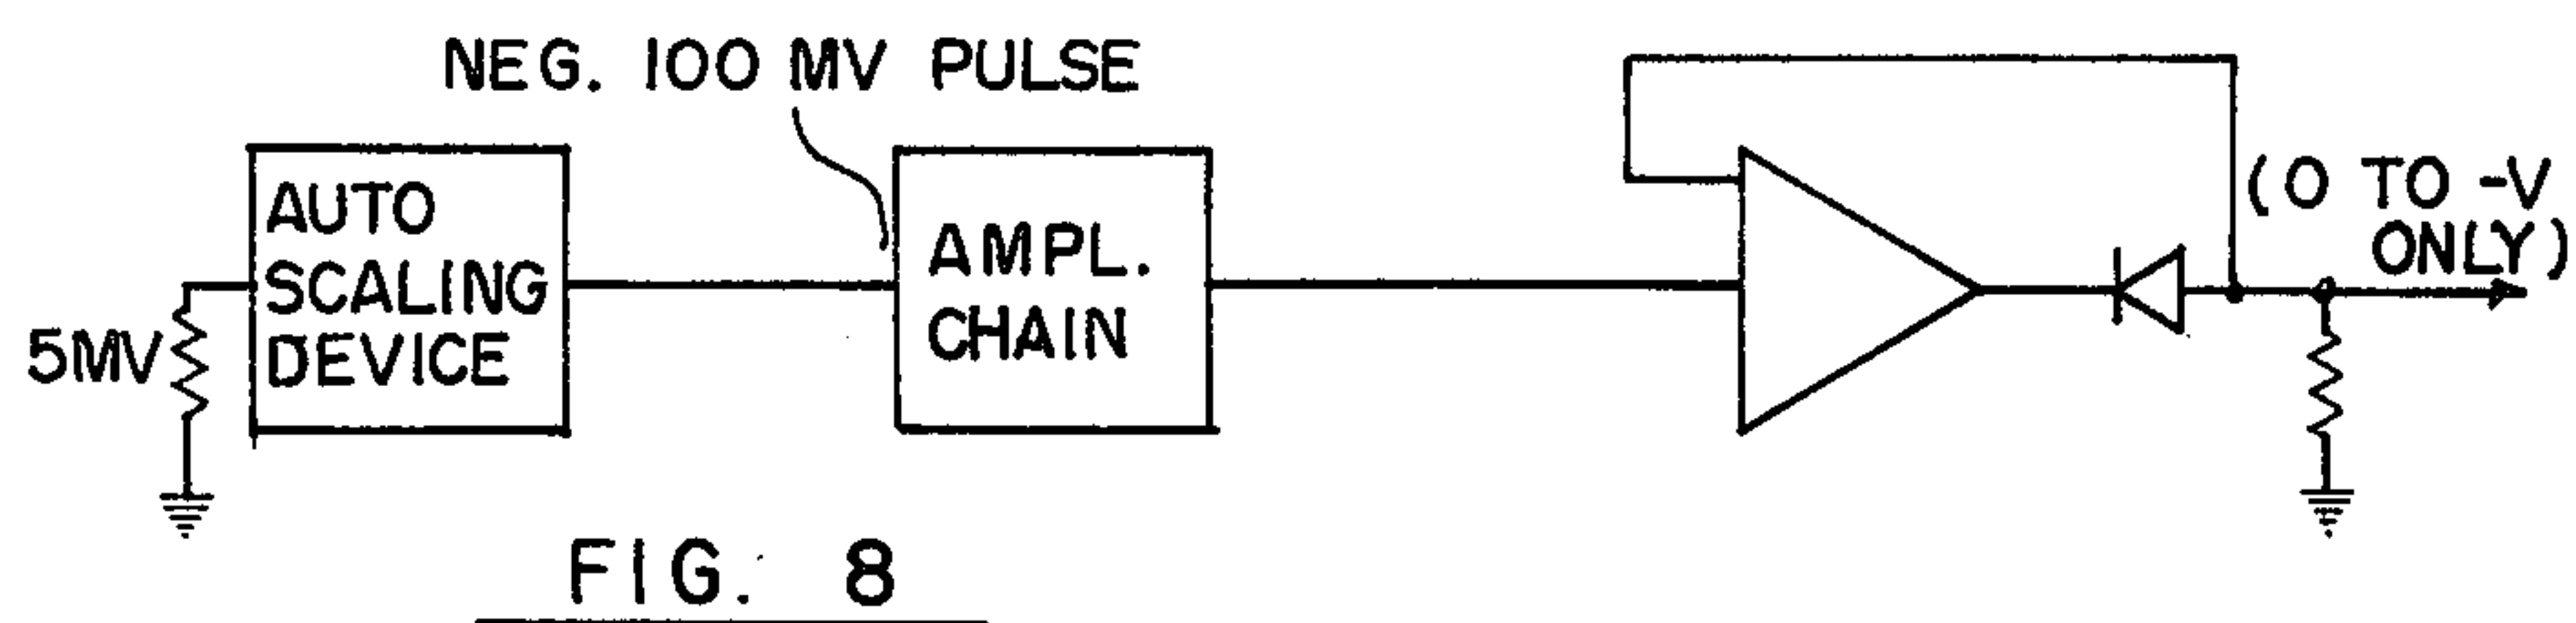 NEG. 100 MV PULSE
AUTO
SCALING
DEVICE
5MV
AMPL.
CHAIN
(0 TO -V
ONLY)
FIG. 8